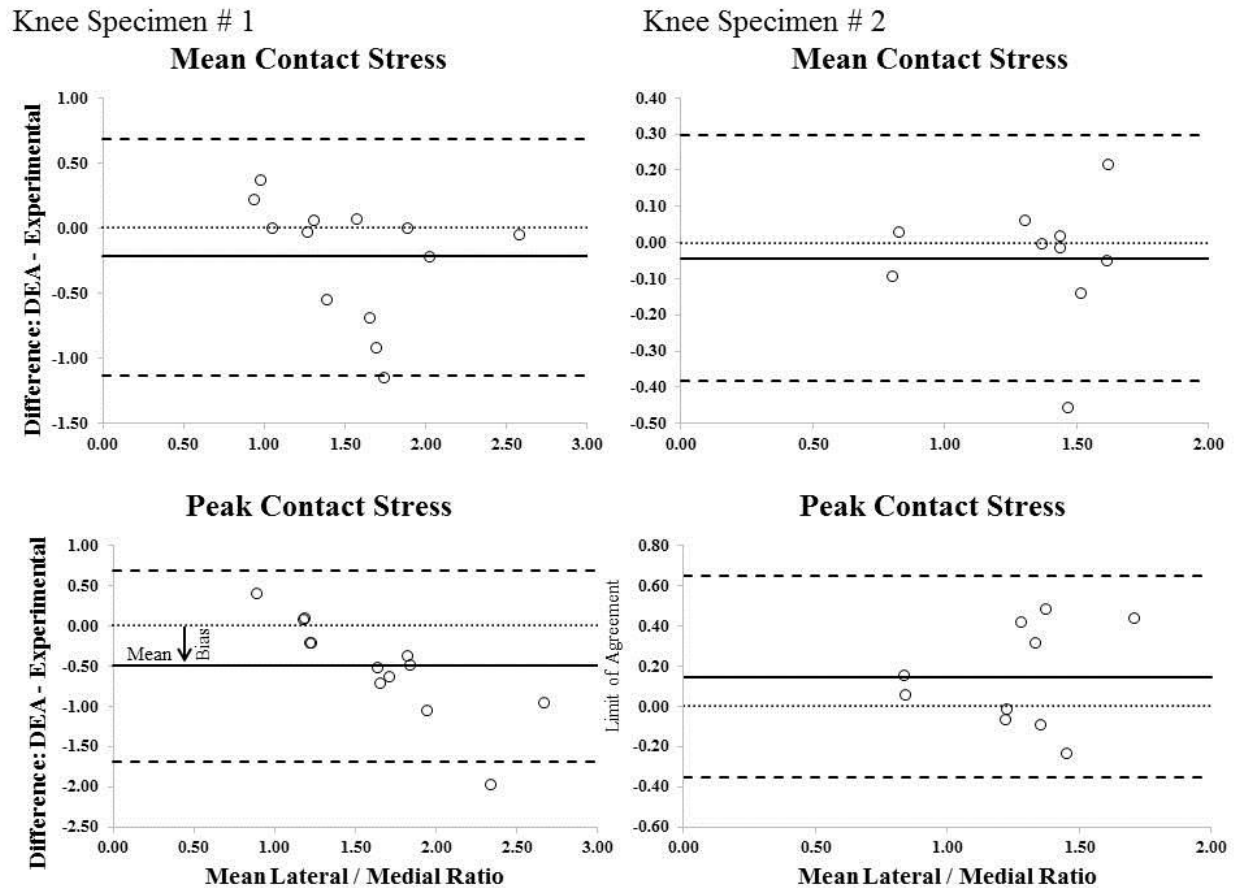 Knee Specimen # 1
Knee Specimen # 2
Mean Contact Stress
Mean Contact Stress
Difference: DEA - Experimental
1.00
0.50
0.00
-0.50
-1.00
-1.50
0.00 0.50 1.00 1.50 2.00 2.50 3.00
0.40
0.30
0.20
0.10
0.00
-0.10
-0.20
-0.30
-0.40
-0.50
0.00 0.50 1.00 1.50 2.00
Peak Contact Stress
Peak Contact Stress
Difference: DEA - Experimental
1.00
0.50
0.00
-0.50
-1.00
-1.50
-2.00
-2.50
Mean
Bias
0.00 0.50 1.00 1.50 2.00 2.50 3.00
Mean Lateral / Medial Ratio
Limit of Agreement
0.80
0.60
0.40
0.20
0.00
-0.20
-0.40
-0.60
0.00 0.50 1.00 1.50 2.00
Mean Lateral / Medial Ratio